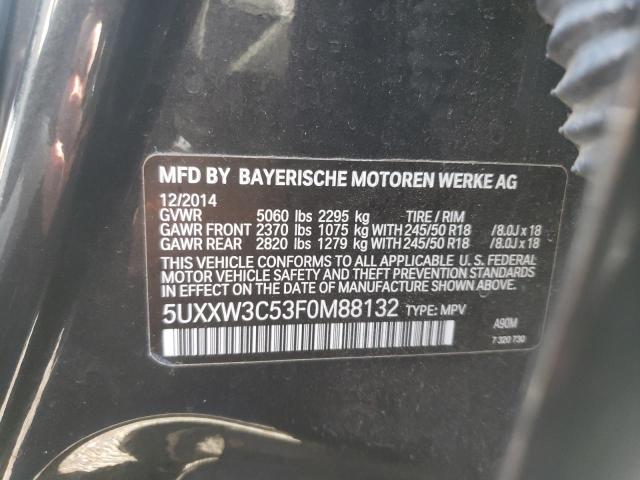 MFD BY BAYERISCHE MOTOREN WERKE AG
12/2014
GVWR 5060 lbs 2295 kg TIRE / RIM
GAWR FRONT 2370 lbs 1075 kg WITH 245/50 R18 /8.0J x 18
GAWR REAR 2820 lbs 1279 kg WITH 245/50 R18 /8.0J x 18
THIS VEHICLE CONFORMS TO ALL APPLICABLE U. S. FEDERAL
MOTOR VEHICLE SAFETY AND THEFT PREVENTION STANDARDS
IN EFFECT ON THE DATE OF MANUFACTURE SHOWN ABOVE.
5UXXW3C53F0M88132 TYPE: MPV
A90M
7 320 730